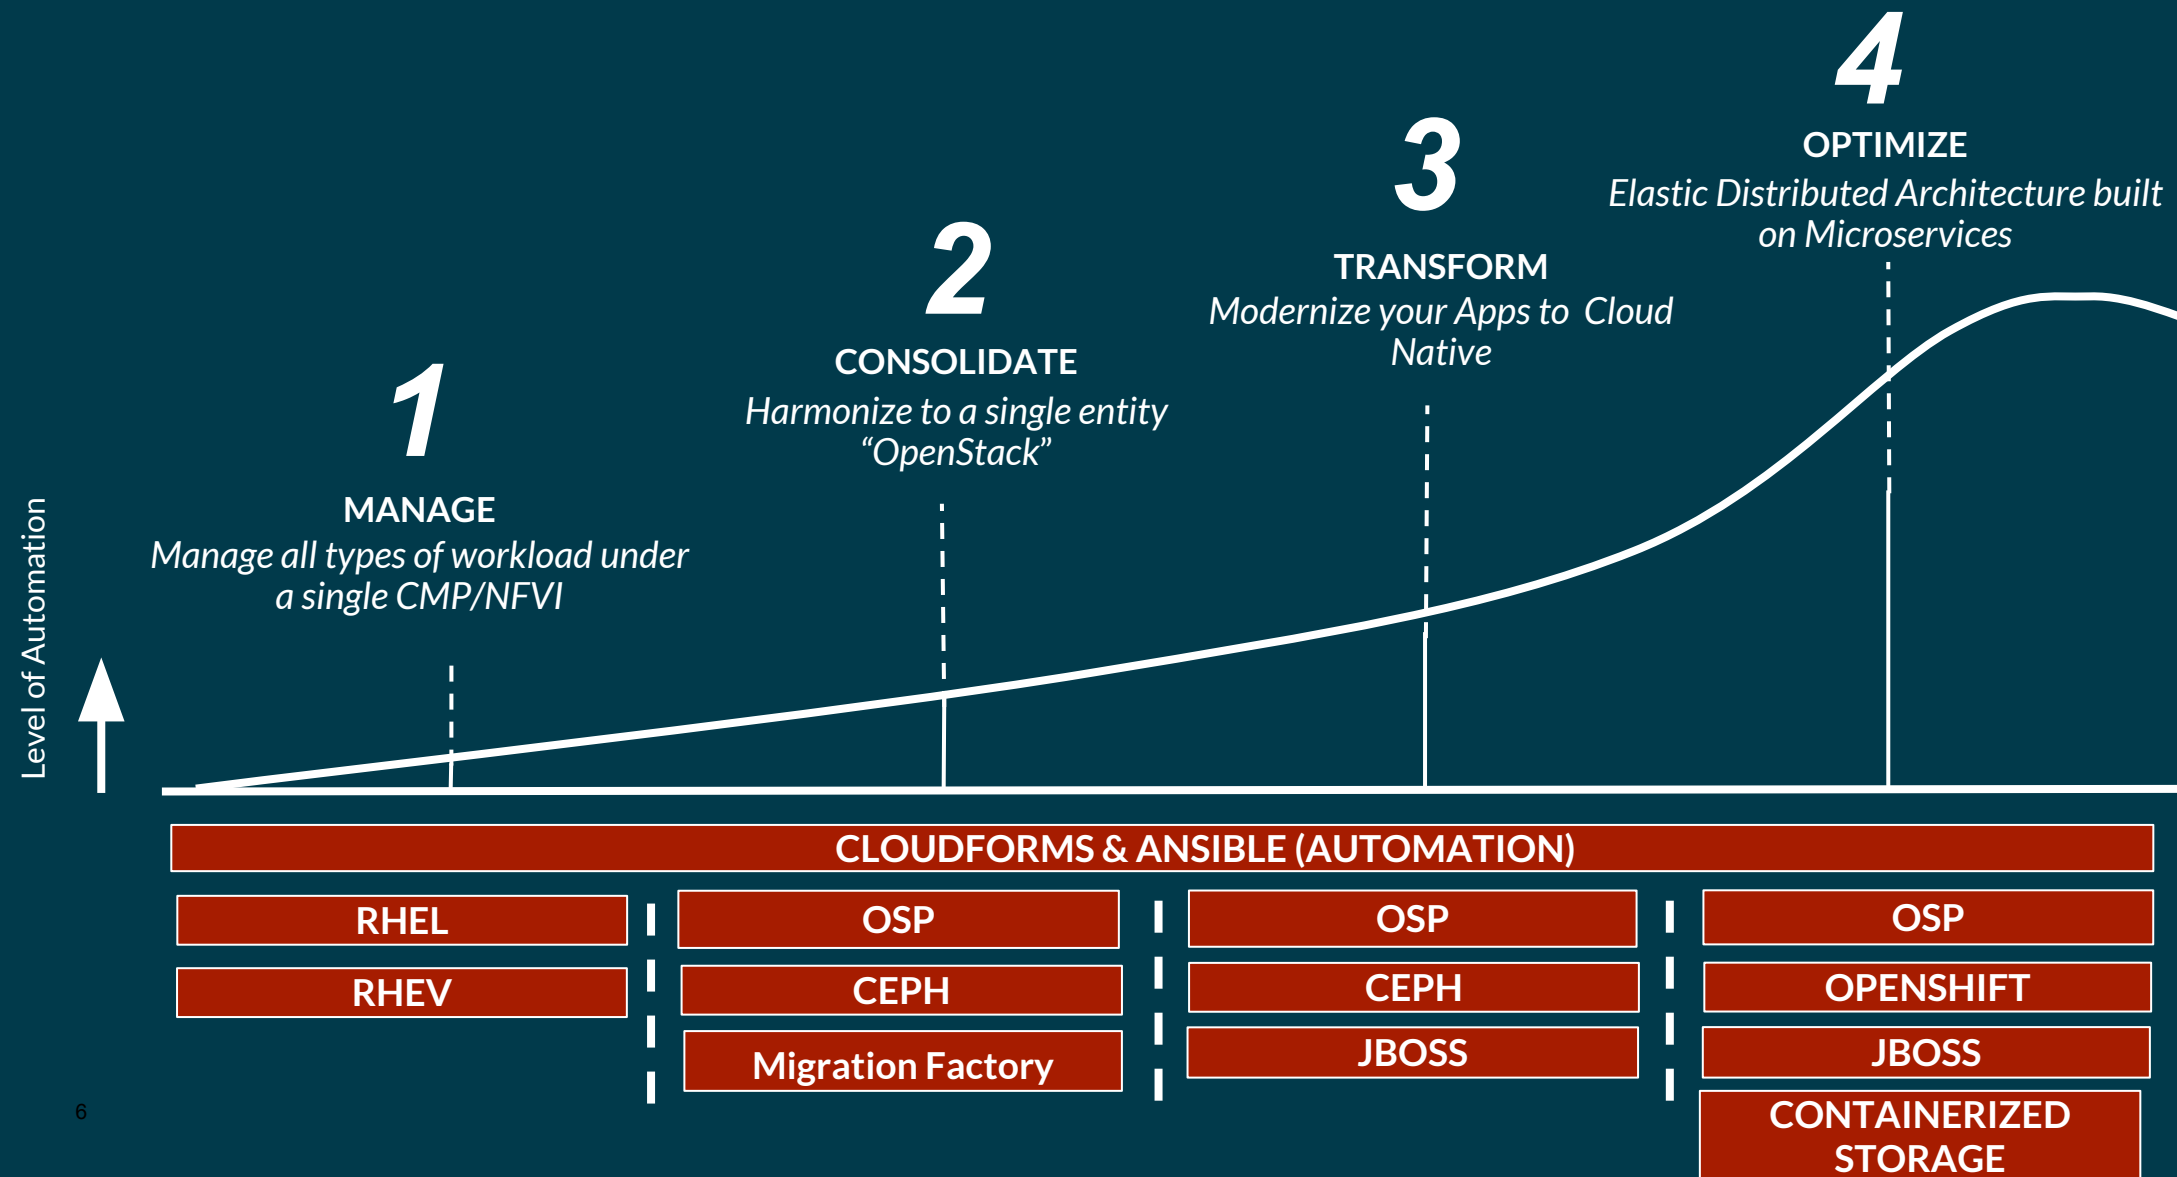 1
MANAGE
Manage all types of workload under
a single CMP/NFVI
2
CONSOLIDATE
Harmonize to a single entity
“OpenStack”
3
TRANSFORM
Modernize your Apps to Cloud
Native
4
OPTIMIZE
Elastic Distributed Architecture built
on Microservices
Level of Automation
CLOUDFORMS & ANSIBLE (AUTOMATION)
RHEL
RHEV
OSP
CEPH
Migration Factory
OSP
CEPH
JBOSS
OSP
OPENSHIFT
JBOSS
CONTAINERIZED
STORAGE
6